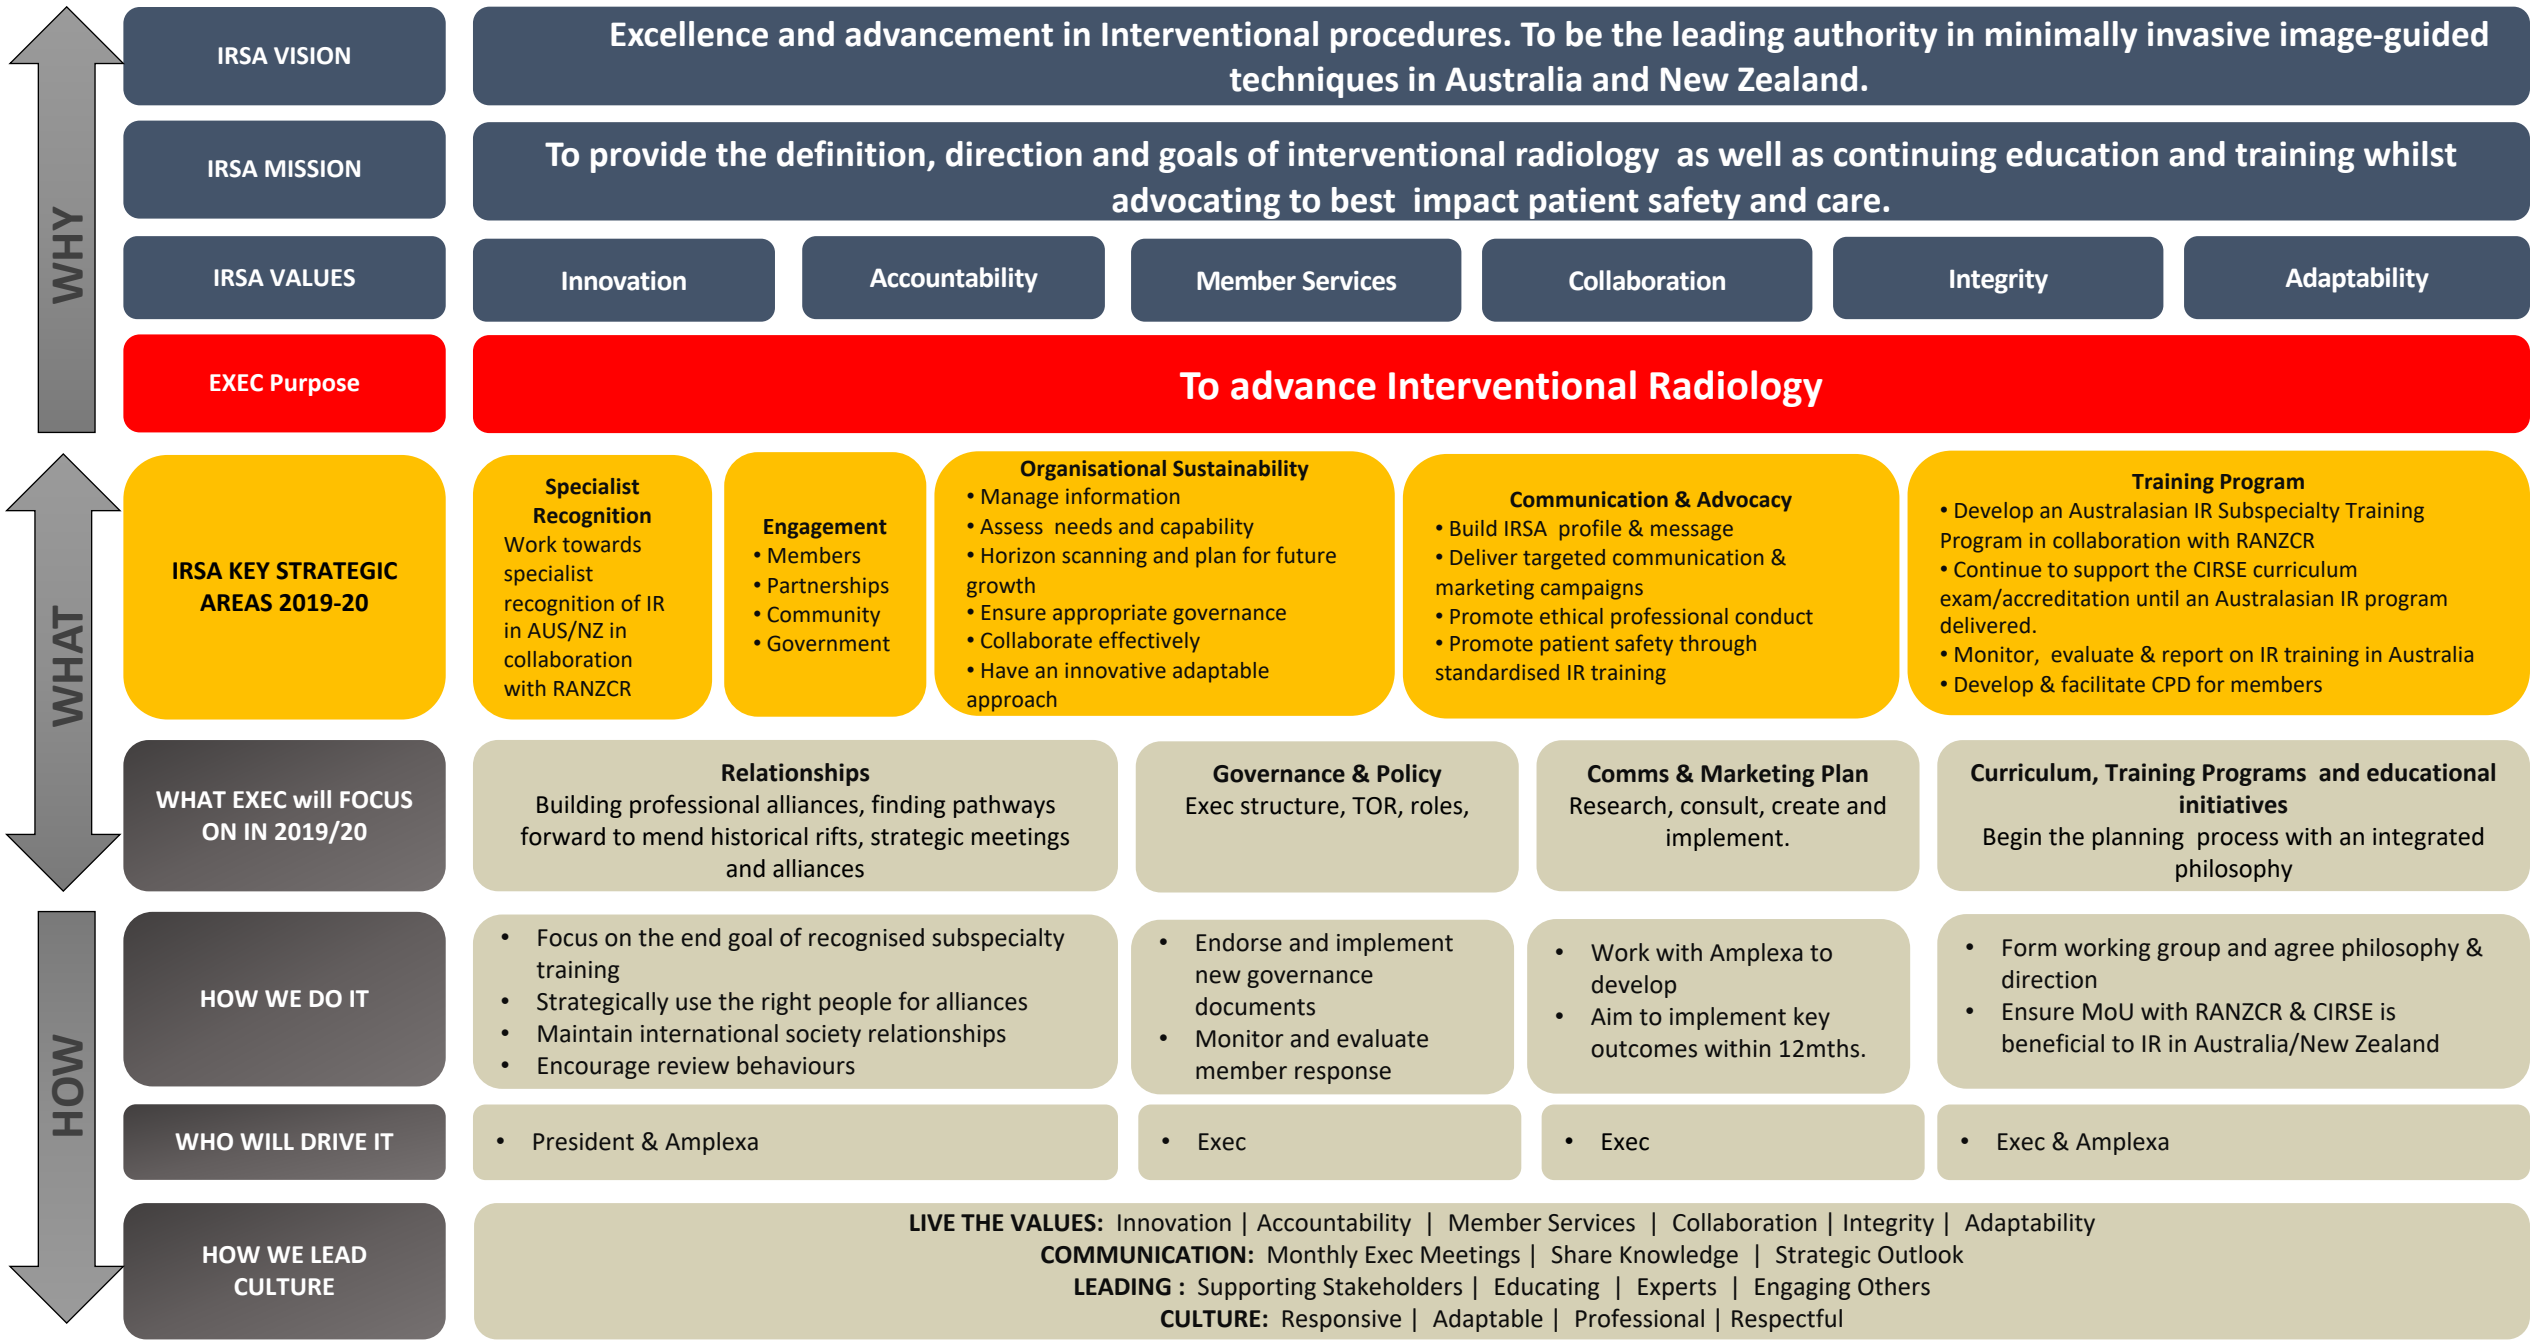 WHY
IRSA VISION
Excellence and advancement in Interventional procedures. To be the leading authority in minimally invasive image-guided
techniques in Australia and New Zealand.
IRSA MISSION
To provide the definition, direction and goals of interventional radiology as well as continuing education and training whilst
advocating to best impact patient safety and care.
IRSA VALUES
Innovation
Accountability
Member Services
Collaboration
Integrity
Adaptability
EXEC Purpose
To advance Interventional Radiology
WHAT
IRSA KEY STRATEGIC
AREAS 2019-20
Specialist
Recognition
Work towards
specialist
recognition of IR
in AUS/NZ in
collaboration
with RANZCR
Engagement
• Members
• Partnerships
• Community
• Government
Organisational Sustainability
• Manage information
• Assess needs and capability
• Horizon scanning and plan for future
growth
• Ensure appropriate governance
• Collaborate effectively
• Have an innovative adaptable
approach
Communication & Advocacy
• Build IRSA profile & message
• Deliver targeted communication &
marketing campaigns
• Promote ethical professional conduct
• Promote patient safety through
standardised IR training
Training Program
• Develop an Australasian IR Subspecialty Training
Program in collaboration with RANZCR
• Continue to support the CIRSE curriculum
exam/accreditation until an Australasian IR program
delivered.
• Monitor, evaluate & report on IR training in Australia
• Develop & facilitate CPD for members
WHAT EXEC will FOCUS
ON IN 2019/20
Relationships
Building professional alliances, finding pathways
forward to mend historical rifts, strategic meetings
and alliances
Governance & Policy
Exec structure, TOR, roles,
Comms & Marketing Plan
Research, consult, create and
implement.
Curriculum, Training Programs and educational
initiatives
Begin the planning process with an integrated
philosophy
HOW
HOW WE DO IT
• Focus on the end goal of recognised subspecialty
training
• Strategically use the right people for alliances
• Maintain international society relationships
• Encourage review behaviours
• Endorse and implement
new governance
documents
• Monitor and evaluate
member response
• Work with Amplexa to
develop
• Aim to implement key
outcomes within 12mths.
• Form working group and agree philosophy &
direction
• Ensure MoU with RANZCR & CIRSE is
beneficial to IR in Australia/New Zealand
WHO WILL DRIVE IT
• President & Amplexa
• Exec
• Exec
• Exec & Amplexa
HOW WE LEAD
CULTURE
LIVE THE VALUES: Innovation | Accountability | Member Services | Collaboration | Integrity | Adaptability
COMMUNICATION: Monthly Exec Meetings | Share Knowledge | Strategic Outlook
LEADING : Supporting Stakeholders | Educating | Experts | Engaging Others
CULTURE: Responsive | Adaptable | Professional | Respectful